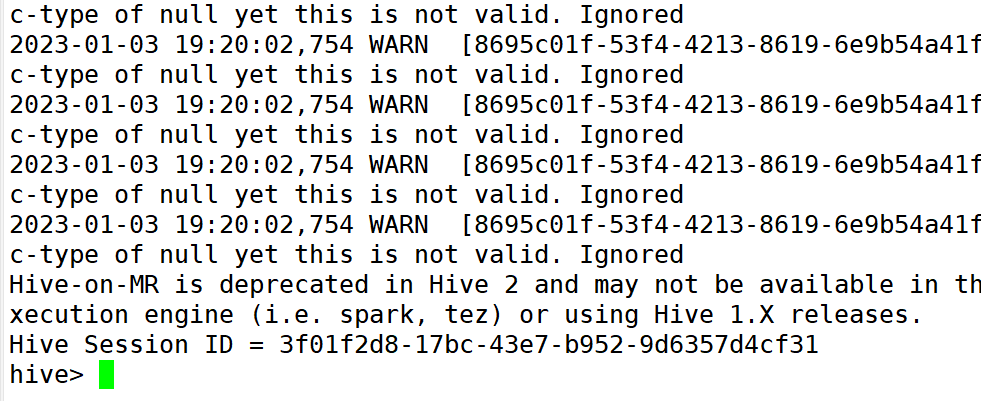 c-type of null yet this is not valid. Ignored
2023-01-03 19:20:02,754 WARN  [8695c01f-53f4-4213-8619-6e9b54a41f
c-type of null yet this is not valid. Ignored
2023-01-03 19:20:02,754 WARN  [8695c01f-53f4-4213-8619-6e9b54a41f
c-type of null yet this is not valid. Ignored
2023-01-03 19:20:02,754 WARN  [8695c01f-53f4-4213-8619-6e9b54a41f
c-type of null yet this is not valid. Ignored
2023-01-03 19:20:02,754 WARN  [8695c01f-53f4-4213-8619-6e9b54a41f
c-type of null yet this is not valid. Ignored
Hive-on-MR is deprecated in Hive 2 and may not be available in th
xecution engine (i.e. spark, tez) or using Hive 1.X releases.
Hive Session ID = 3f01f2d8-17bc-43e7-b952-9d6357d4cf31
hive>